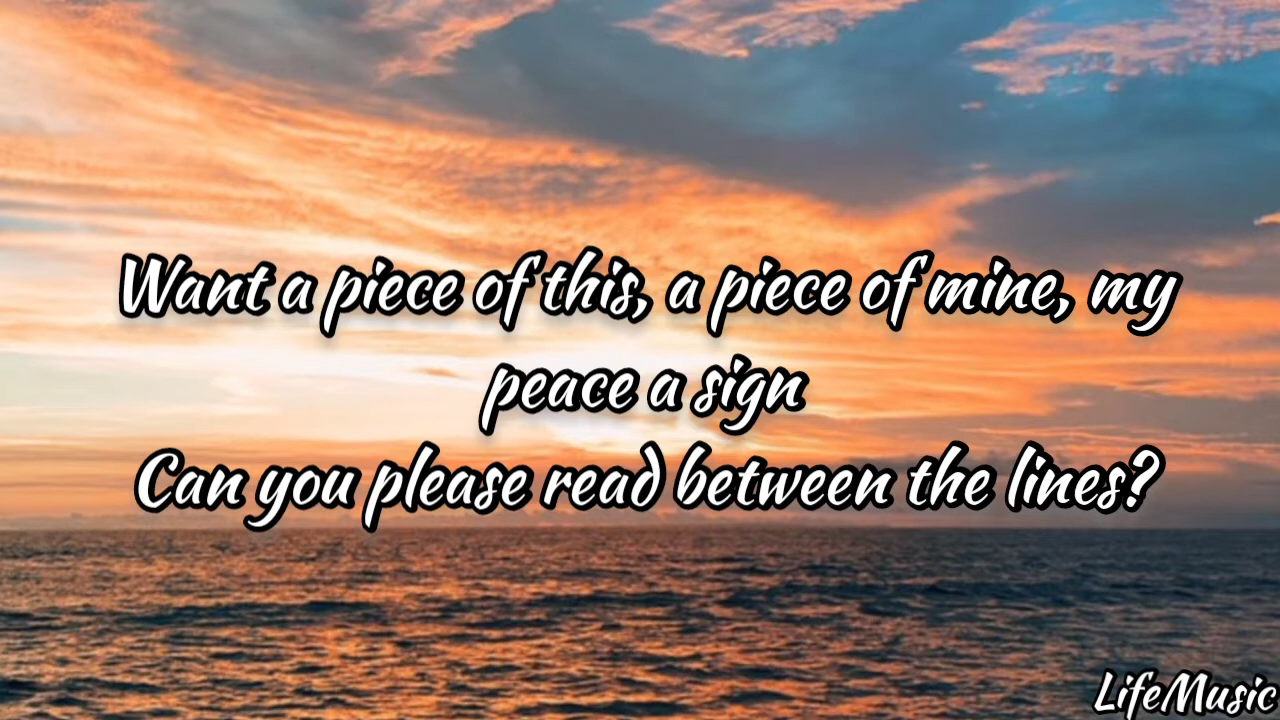 Want a piece of this, a piece of mine, my
peace a sign
Can you please read between the lines?
LifeMusic